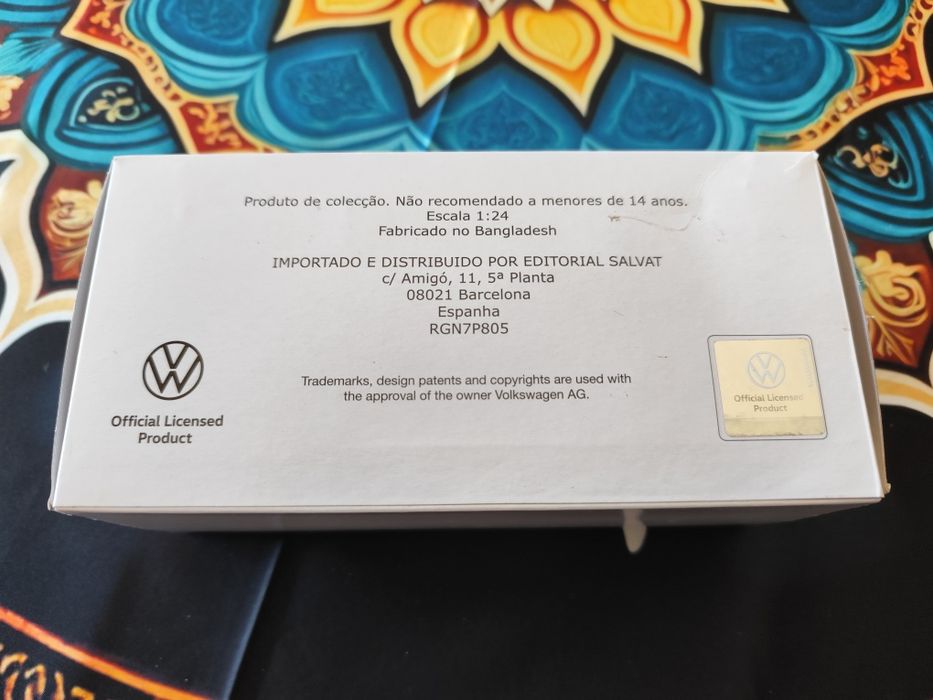 Produto de colecção. Não recomendado a menores de 14 anos.
Escala 1:24
Fabricado no Bangladesh
IMPORTADO E DISTRIBUIDO POR EDITORIAL SALVAT
c/ Amigó, 11, 5ª Planta
08021 Barcelona
Espanha
RGN7P805
Trademarks, design patents and copyrights are used with
the approval of the owner Volkswagen AG.
Official Licensed
Product
Official Licensed
Product